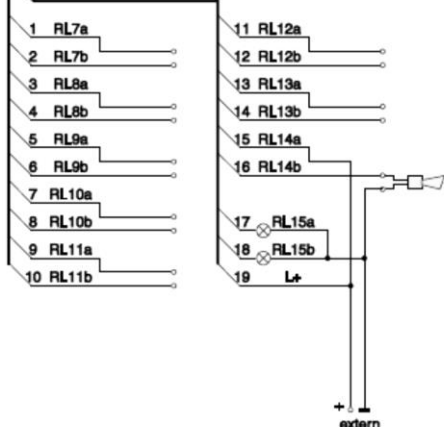 1 RL7a
2 RL7b
3 RL8a
4 RL8b
5 RL9a
6 RL9b
7 RL10a
8 RL10b
9 RL11a
10 RL11b
11 RL12a
12 RL12b
13 RL13a
14 RL13b
15 RL14a
16 RL14b
17 RL15a
18 RL15b
19 L+
+ -
extern